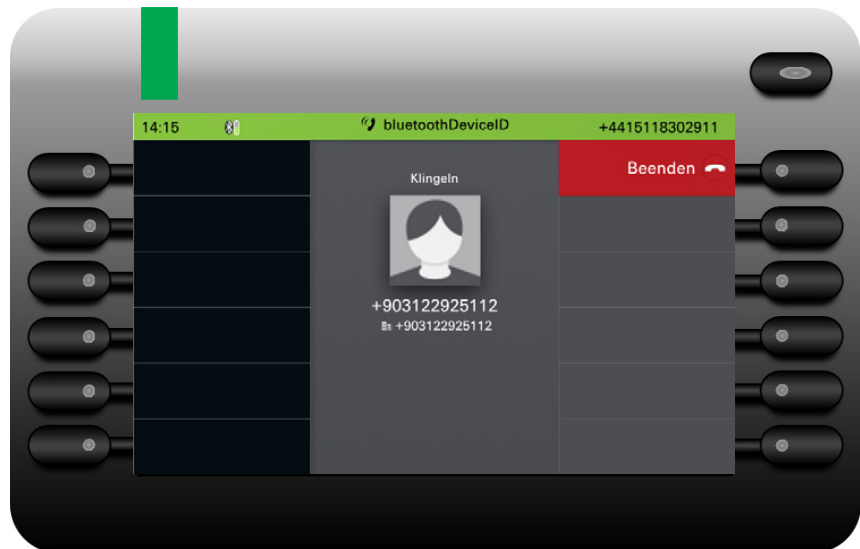 14:15
bluetoothDeviceID
+4415118302911
Klingeln
Beenden
+903122925112
+903122925112